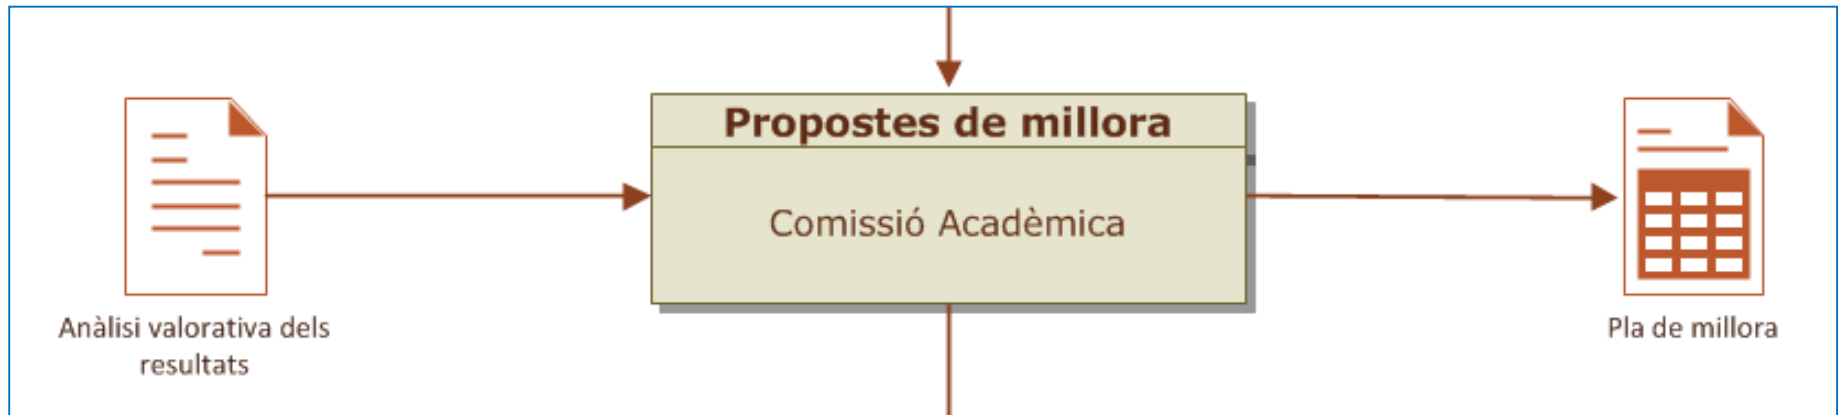 Propostes de millora
Comissió Acadèmica
Anàlisi valorativa dels
resultats
Pla de millora